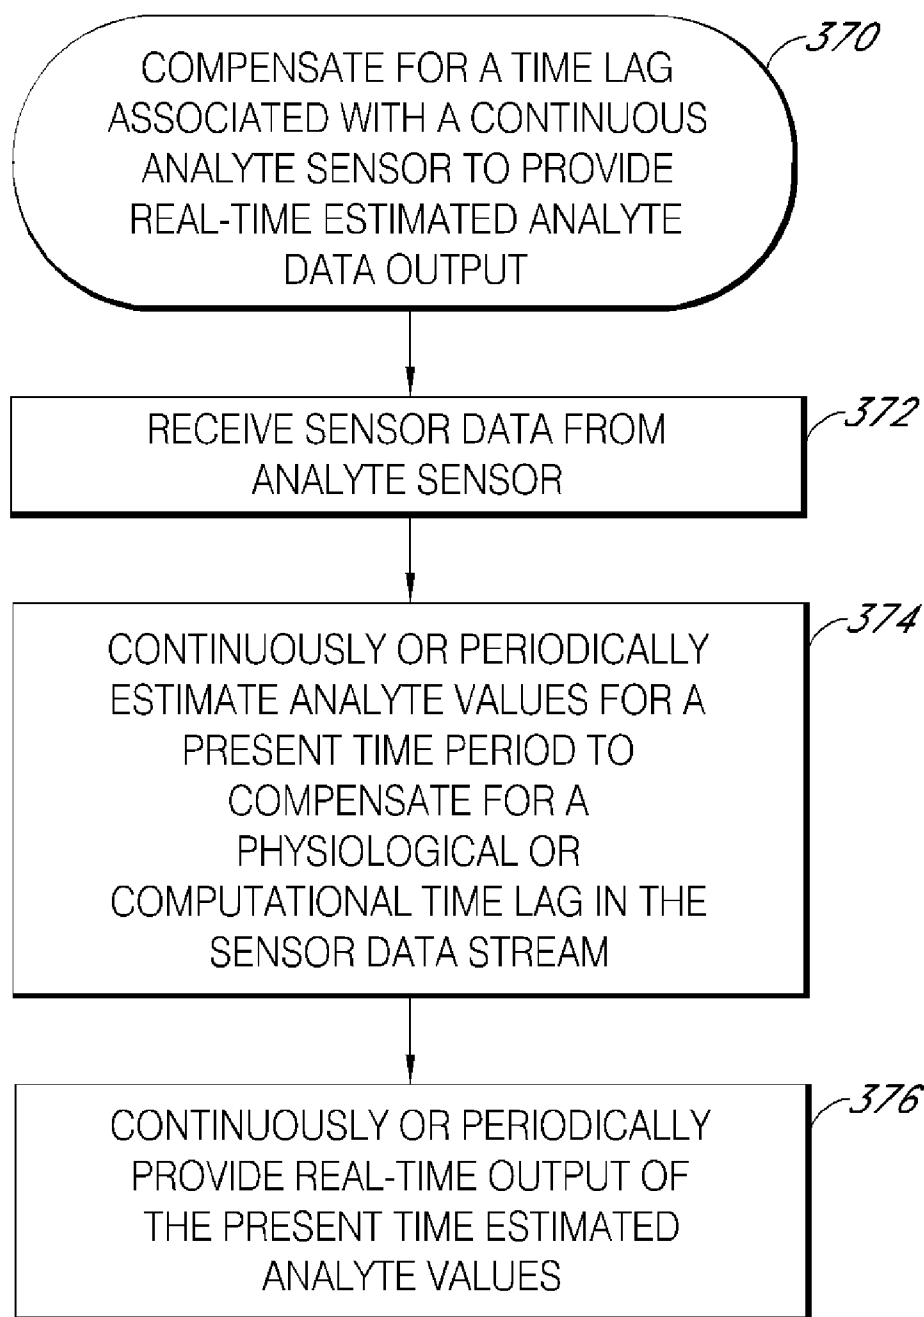 370
COMPENSATE FOR A TIME LAG
ASSOCIATED WITH A CONTINUOUS
ANALYTE SENSOR TO PROVIDE
REAL-TIME ESTIMATED ANALYTE
DATA OUTPUT
372
RECEIVE SENSOR DATA FROM
ANALYTE SENSOR
374
CONTINUOUSLY OR PERIODICALLY
ESTIMATE ANALYTE VALUES FOR A
PRESENT TIME PERIOD TO
COMPENSATE FOR A
PHYSIOLOGICAL OR
COMPUTATIONAL TIME LAG IN THE
SENSOR DATA STREAM
376
CONTINUOUSLY OR PERIODICALLY
PROVIDE REAL-TIME OUTPUT OF
THE PRESENT TIME ESTIMATED
ANALYTE VALUES